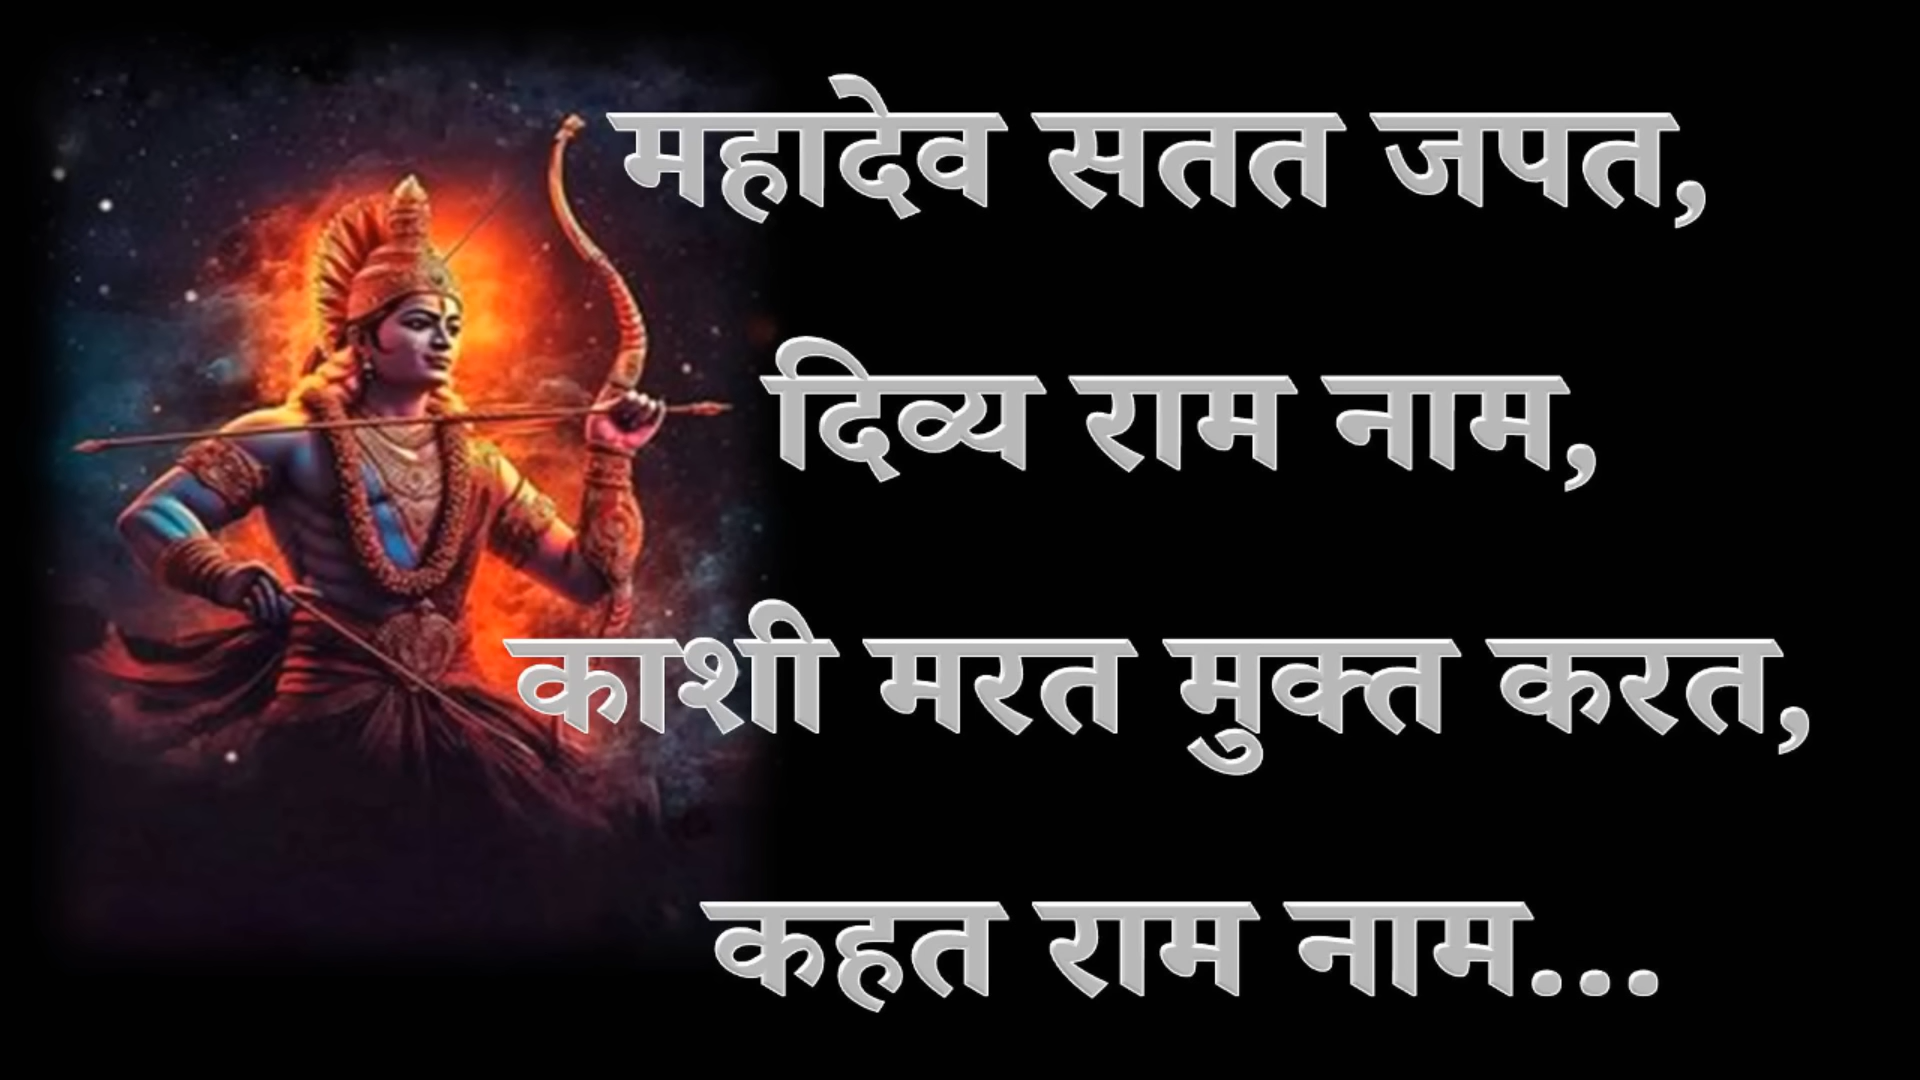 महादेव सतत जपत,
दिव्य राम नाम,
काशी मरत मुक्त करत,
कहत राम नाम...